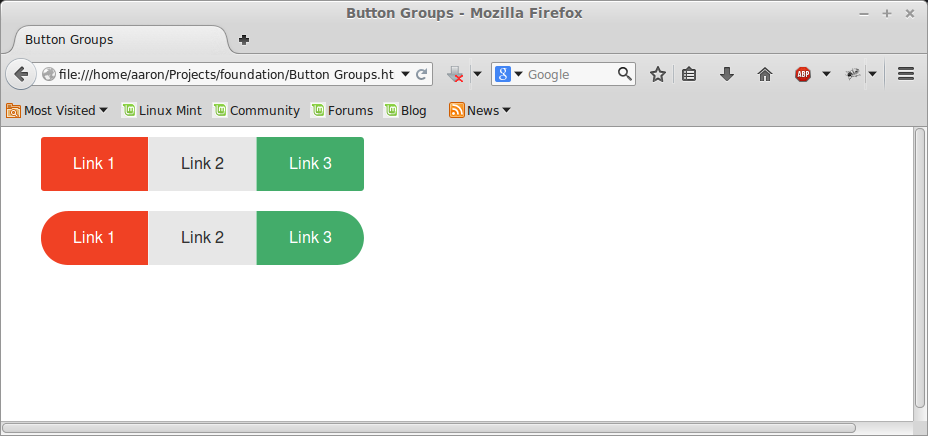 Button Groups - Mozilla Firefox
Button Groups
file:///home/aaron/Projects/foundation/Button Groups.ht
Google
ABP
Most Visited Linux Mint Community Forums Blog News
Link 1 Link 2 Link 3
Link 1 Link 2 Link 3